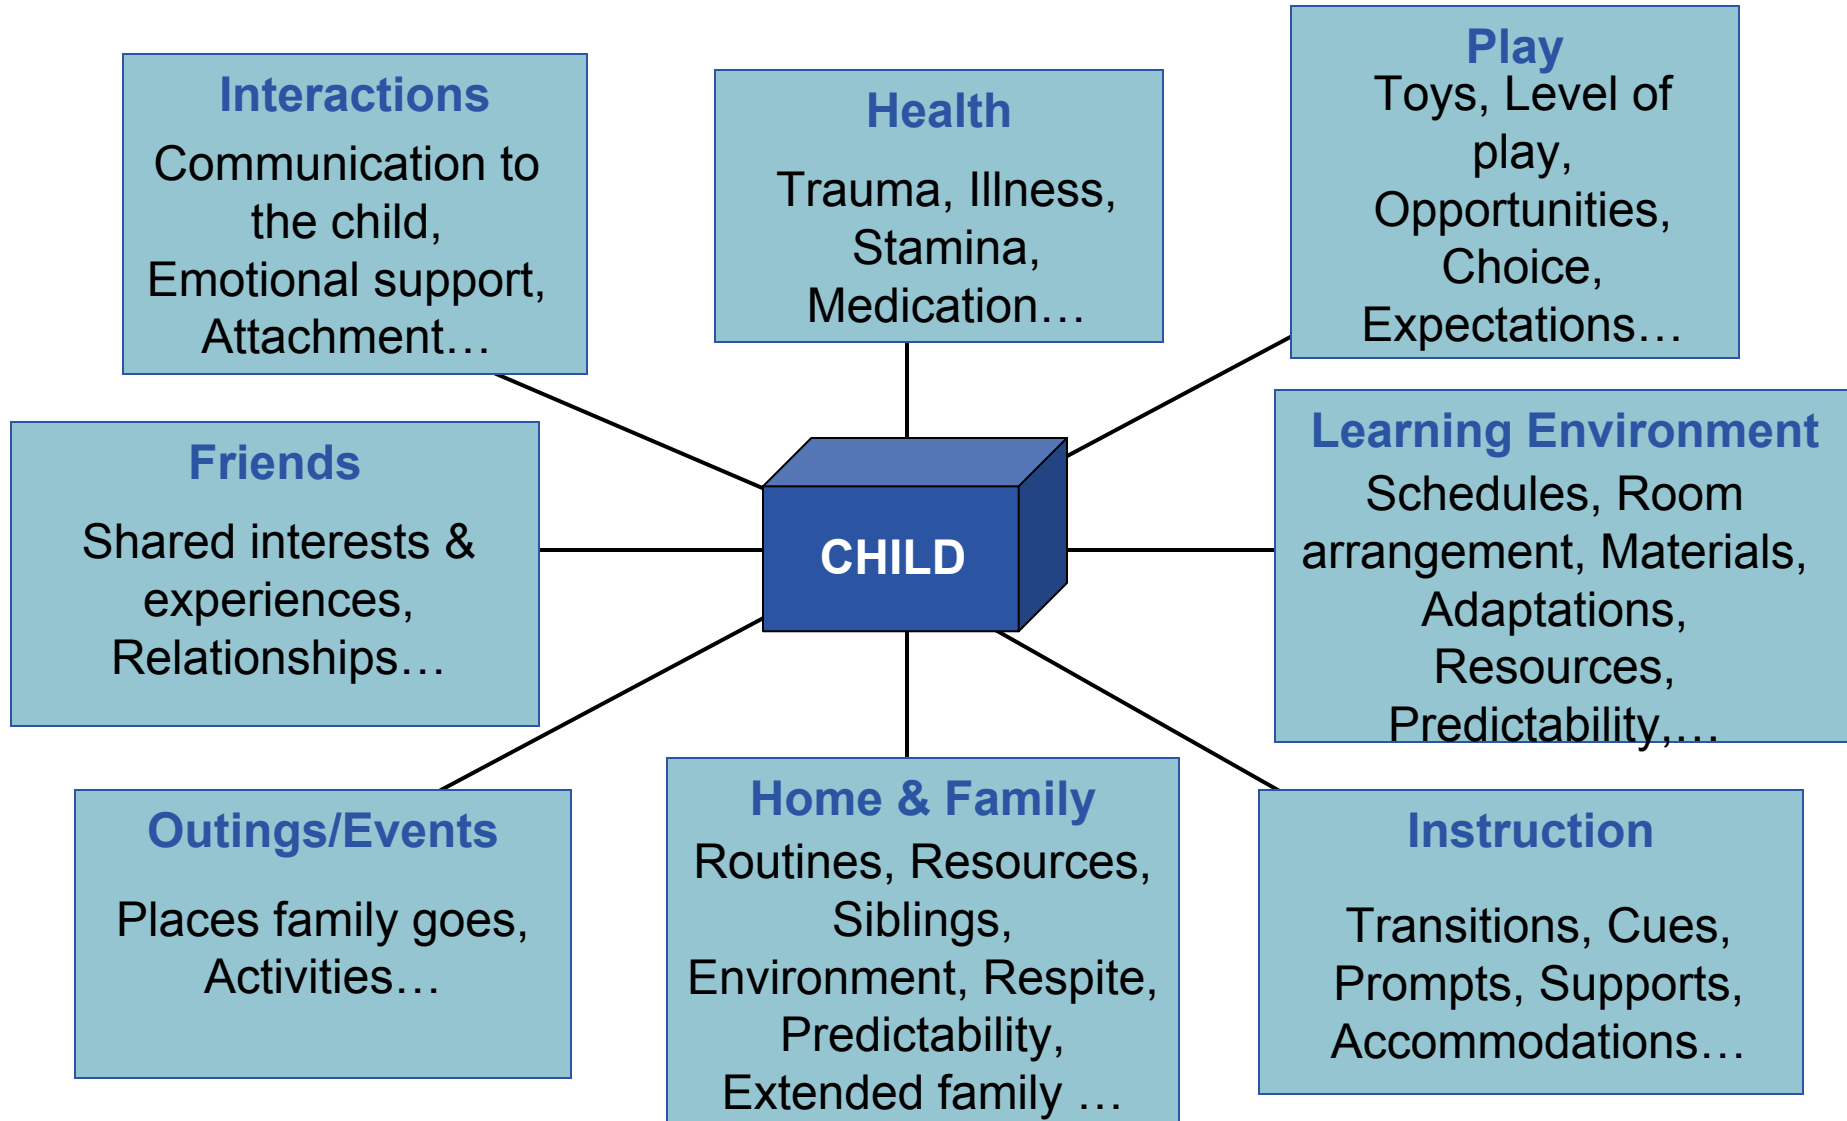 Interactions
Communication to
the child,
Emotional support,
Attachment…
Health
Trauma, Illness,
Stamina,
Medication…
Play
Toys, Level of
play,
Opportunities,
Choice,
Expectations…
Friends
Shared interests &
experiences,
Relationships…
CHILD
Learning Environment
Schedules, Room
arrangement, Materials,
Adaptations,
Resources,
Predictability,…
Outings/Events
Places family goes,
Activities…
Home & Family
Routines, Resources,
Siblings,
Environment, Respite,
Predictability,
Extended family …
Instruction
Transitions, Cues,
Prompts, Supports,
Accommodations…